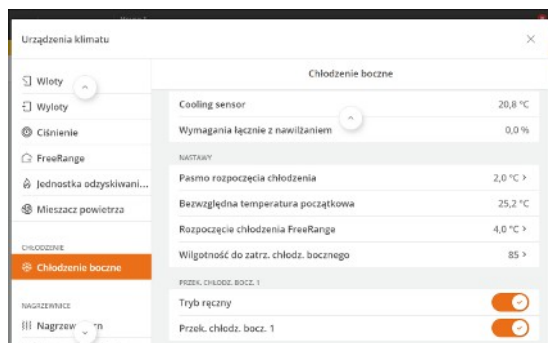 Urządzenia klimatu
Wloty
Wyloty
Ciśnienie
FreeRange
Jednostka odzyskiwani...
Mieszacz powietrza
CHŁODZENIE
Chłodzenie boczne
NAGRZEWNICE
Chłodzenie boczne
Cooling sensor 20,8 °C
Wymagania łącznie z nawilżaniem 0,0 %
NASTAWY
Pasmo rozpoczęcia chłodzenia 2,0 °C >
Bezwzględna temperatura początkowa 25,2 °C
Rozpoczęcie chłodzenia FreeRange 4,0 °C >
Wilgotność do zatrz. chłodz. bocznego 85 >
PRZEK. CHŁODZ. BOCZ. 1
Tryb ręczny
Przek. chłodz. bocz. 1